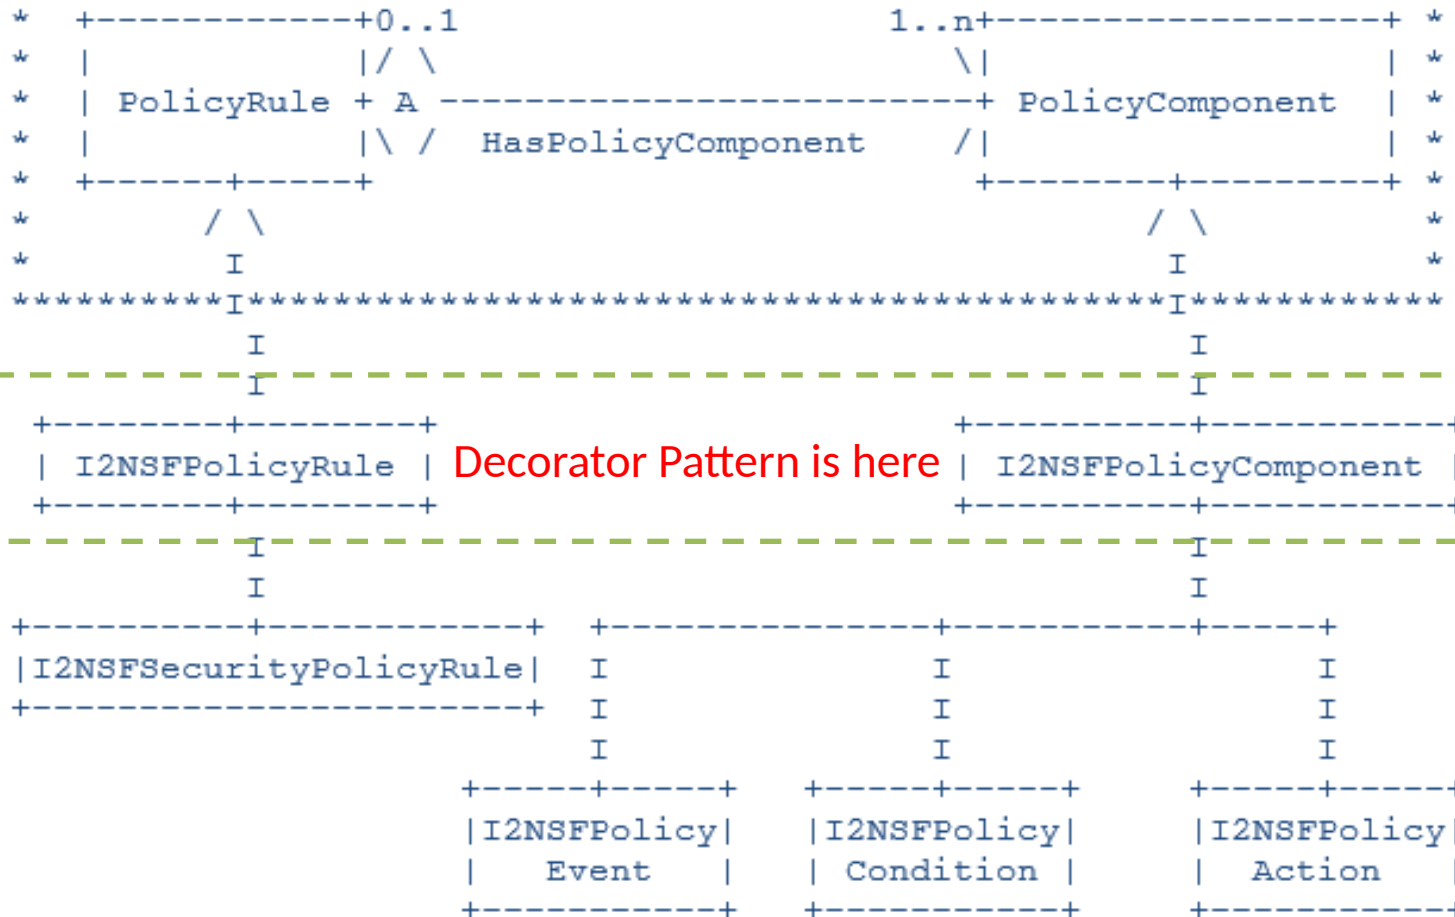 *   +------------+0..1                    1..n+------------------+ *
*   |            |/ \                        \|                  | *
*   | PolicyRule + A -------------------------+ PolicyComponent  | *
*   |            |\ /  HasPolicyComponent    /|                  | *
*   +------+-----+                            +--------+---------+ *
*         / \                                         / \          *
*          I                                           I           *
**********I*******************************************I************
           I                                           I
           I                                           I
 +---------+--------+                        +----------+-----------
 | I2NSFPolicyRule | Decorator Pattern is here | I2NSFPolicyComponent |
 +---------+--------+                        +----------+-----------+
           I                                           I
           I                                           I
+----------+------------+  +---------------+-----------+-----+
|I2NSFSecurityPolicyRule|  I               I                 I
+-----------------------+  I               I                 I
                           I               I                 I
                     +-----+-----+   +-----+-----+     +-----+-----+
                     |I2NSFPolicy|   |I2NSFPolicy|     |I2NSFPolicy|
                     |   Event   |   | Condition |     |  Action   |
                     +-----------+   +-----------+     +-----------+